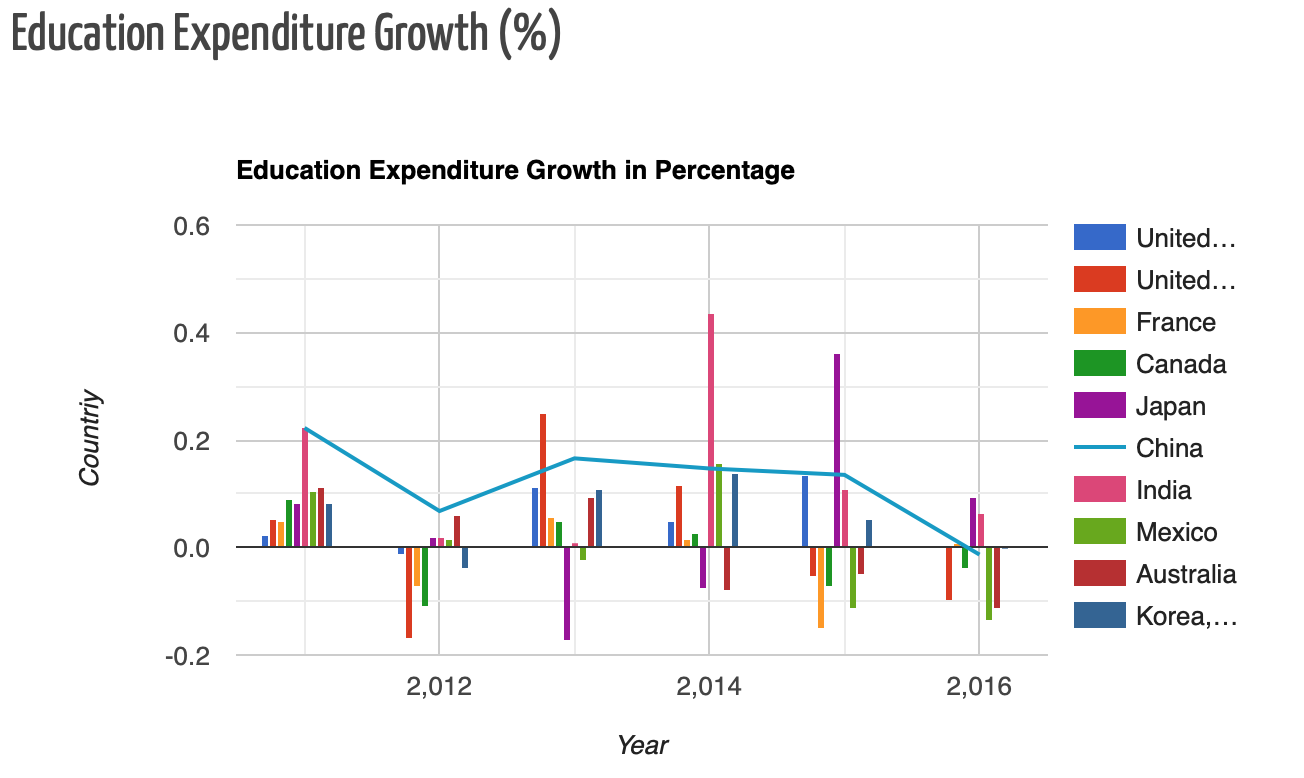 Education Expenditure Growth (%)
Education Expenditure Growth in Percentage
0.6
0.4
0.2
0.0
-0.2
Countriy
2,012
2,014
2,016
Year
United…
United…
France
Canada
Japan
China
India
Mexico
Australia
Korea,…